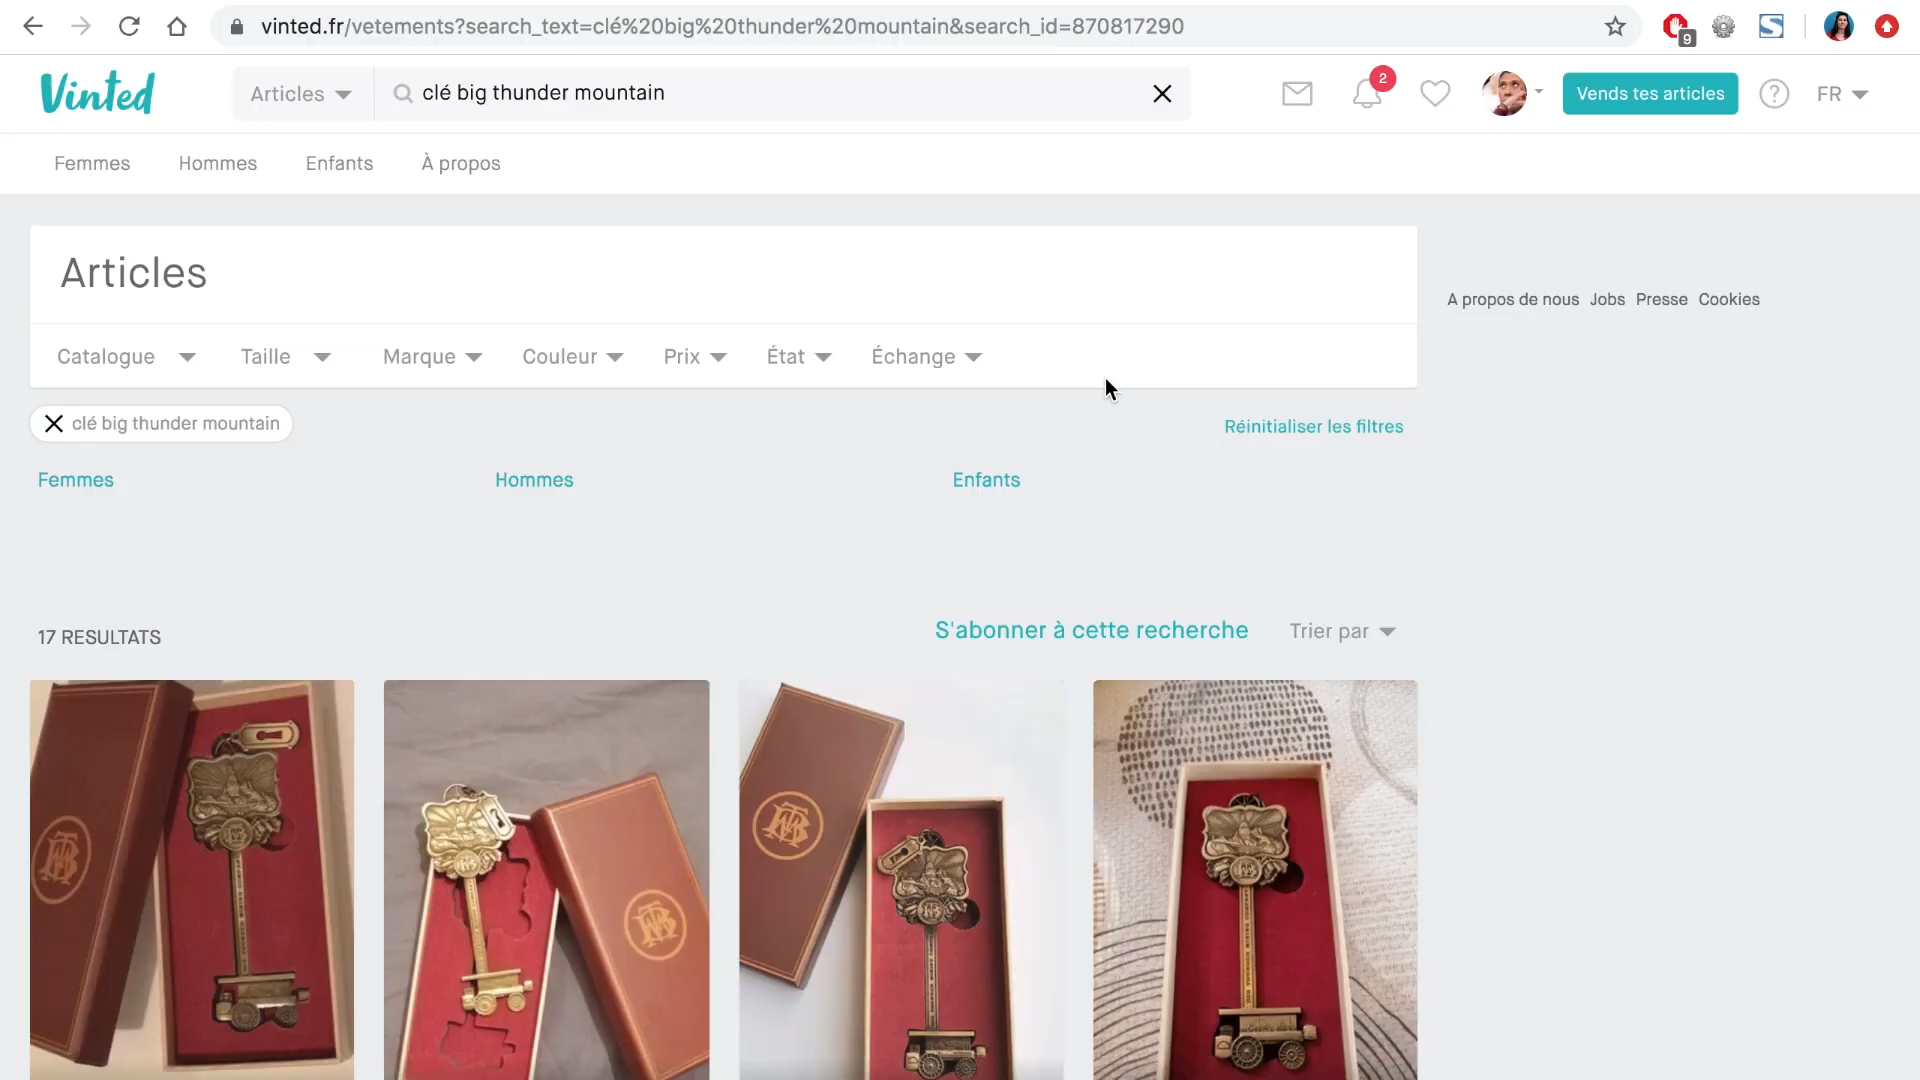 vinted.fr/vetements?search_text=clé%20big%20thunder%20mountain&search_id=870817290
9
Vinted
Articles
clé big thunder mountain
2
Vends tes articles
?
FR
Femmes
Hommes
Enfants
À propos
Articles
A propos de nous Jobs Presse Cookies
Catalogue
Taille
Marque
Couleur
Prix
État
Échange
clé big thunder mountain
Réinitialiser les filtres
Femmes
Hommes
Enfants
17 RESULTATS
S'abonner à cette recherche
Trier par